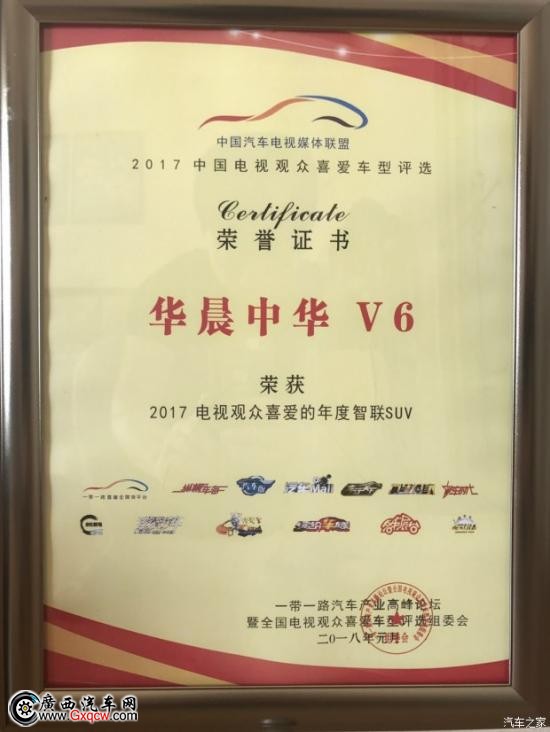 中国汽车电视媒体联盟
2017 中国电视观众喜爱车型评选
Certificate
荣誉证书
华晨中华 V6
荣获
2017 电视观众喜爱的年度智联SUV
汽车
一带一路汽车产业高峰论坛
暨全国电视观众喜爱车型评选组委会
二〇一八年元月
廣西汽车网
www.Gxqcw.com
汽车之家